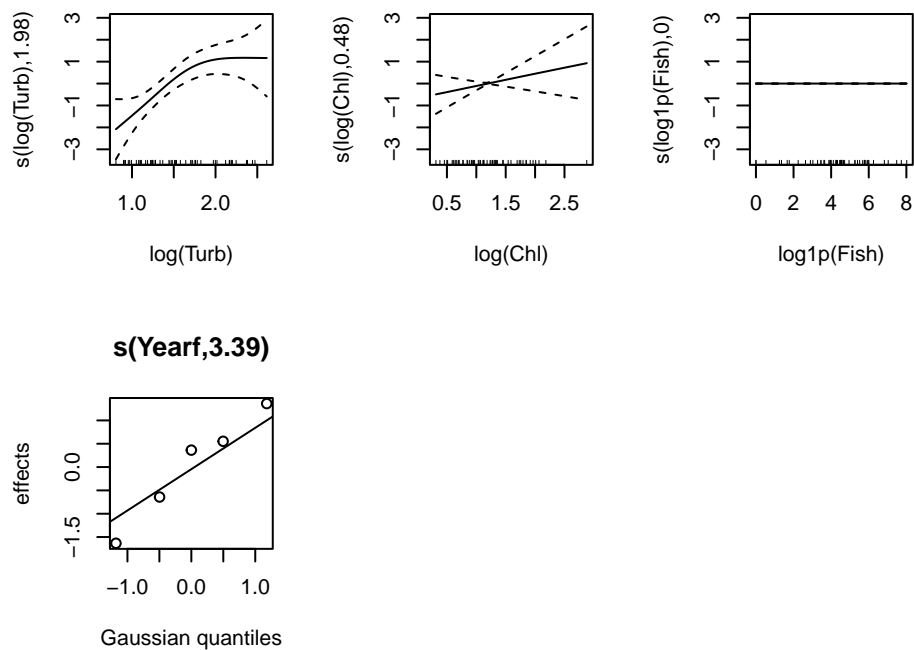 s(log(Turb),1.98)
3
1
−1
−3
1.0 2.0
log(Turb)
s(log(Chl),0.48)
3
1
−1
−3
0.5 1.5 2.5
log(Chl)
s(log1p(Fish),0)
3
1
−1
−3
0 2 4 6 8
log1p(Fish)
s(Yearf,3.39)
effects
0.0
−1.5
−1.0 0.0 1.0
Gaussian quantiles